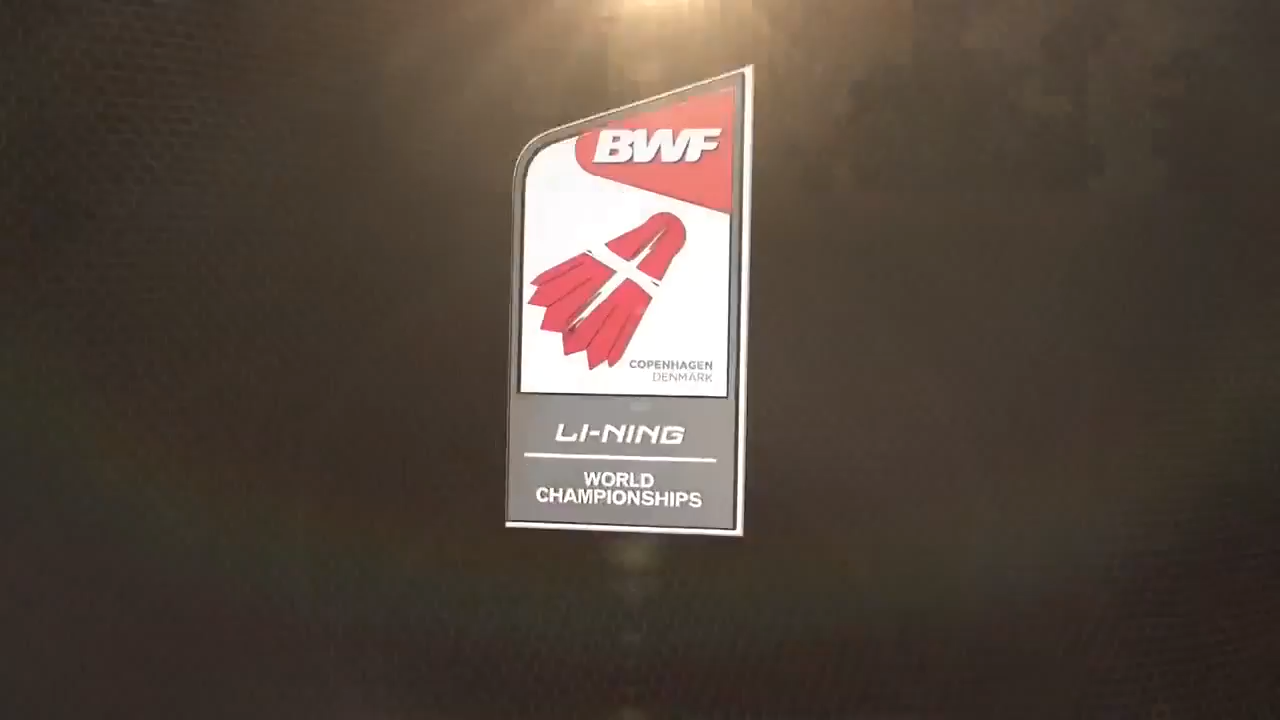 BWF
COPENHAGEN
DENMARK
LI-NING
WORLD
CHAMPIONSHIPS